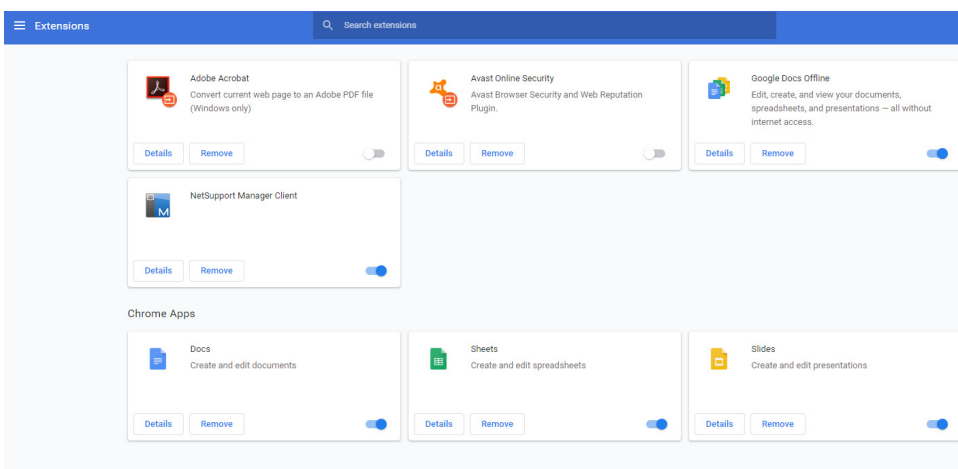 Extensions
Search extensions
Adobe Acrobat
Convert current web page to an Adobe PDF file
(Windows only)
Details Remove
Avast Online Security
Avast Browser Security and Web Reputation
Plugin.
Details Remove
Google Docs Offline
Edit, create, and view your documents,
spreadsheets, and presentations — all without
internet access.
Details Remove
NetSupport Manager Client
Details Remove
Chrome Apps
Docs
Create and edit documents
Details Remove
Sheets
Create and edit spreadsheets
Details Remove
Slides
Create and edit presentations
Details Remove